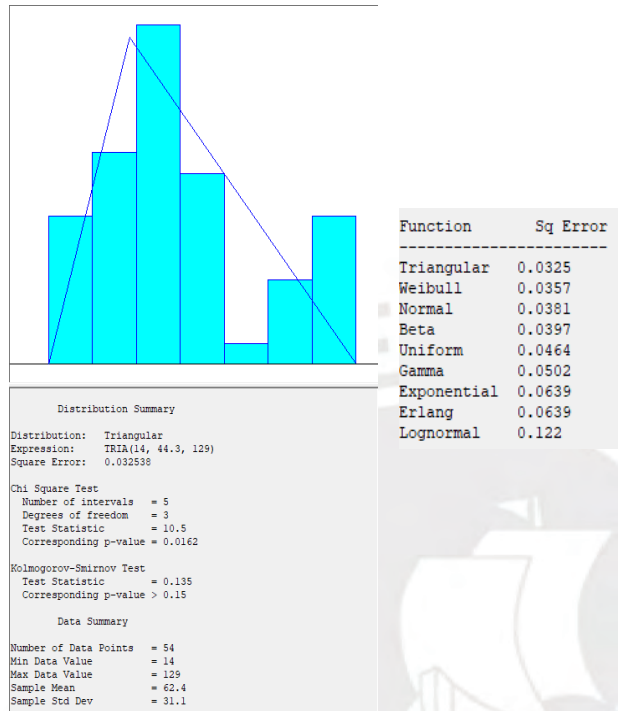 Function Sq Error
-----------------------
Triangular 0.0325
Weibull 0.0357
Normal 0.0381
Beta 0.0397
Uniform 0.0464
Gamma 0.0502
Exponential 0.0639
Erlang 0.0639
Lognormal 0.122
Distribution Summary
Distribution: Triangular
Expression: TRIA(14, 44.3, 129)
Square Error: 0.032538
Chi Square Test
Number of intervals = 5
Degrees of freedom = 3
Test Statistic = 10.5
Corresponding p-value = 0.0162
Kolmogorov-Smirnov Test
Test Statistic = 0.135
Corresponding p-value > 0.15
Data Summary
Number of Data Points = 54
Min Data Value = 14
Max Data Value = 129
Sample Mean = 62.4
Sample Std Dev = 31.1